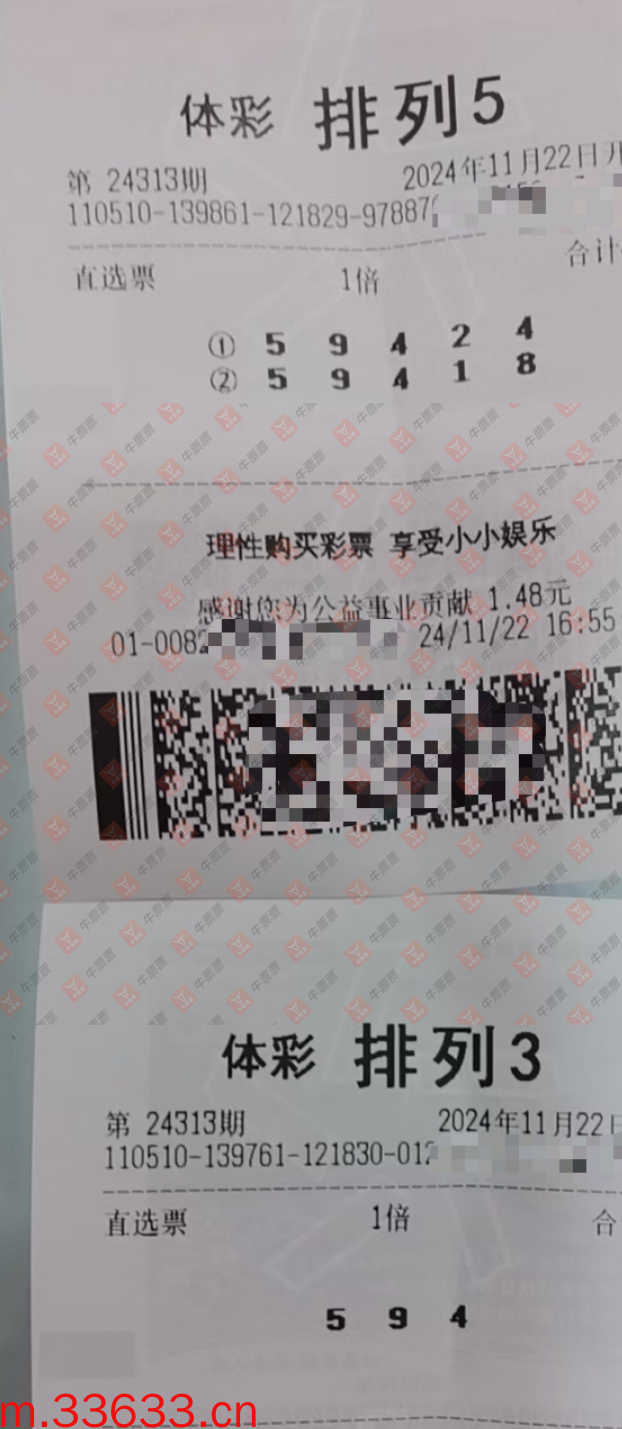 体彩 排列5
第 24313期 2024年11月22日开
110510-139861-121829-97887
合计
直选票 1倍
① 5 9 4 2 4
② 5 9 4 1 8
理性购买彩票 享受小小娱乐
感谢您为公益事业贡献 1.48元
01-0082 24/11/22 16:55
体彩 排列3
第 24313期 2024年11月22日
110510-139761-121830-012
直选票 1倍 合
5 9 4
m.33633.cn